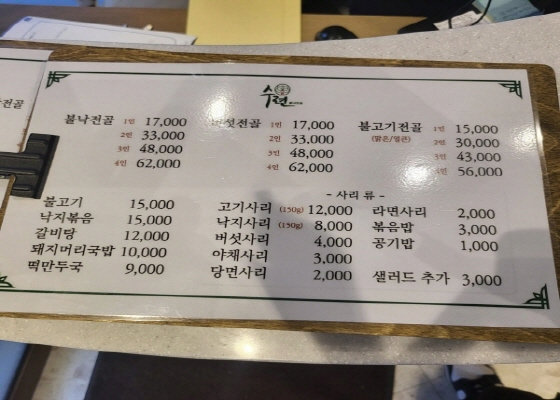 낙전골
수련
불낙전골 1인 17,000
2인 33,000
3인 48,000
4인 62,000
버섯전골 1인 17,000
2인 33,000
3인 48,000
4인 62,000
불고기전골 1인 15,000
(맑은/얼큰) 2인 30,000
3인 43,000
4인 56,000
불고기 15,000
낙지볶음 15,000
갈비탕 12,000
돼지머리국밥 10,000
떡만두국 9,000
- 사리 류 -
고기사리 (150g) 12,000
낙지사리 (150g) 8,000
버섯사리 4,000
야채사리 3,000
당면사리 2,000
라면사리 2,000
볶음밥 3,000
공기밥 1,000
샐러드 추가 3,000